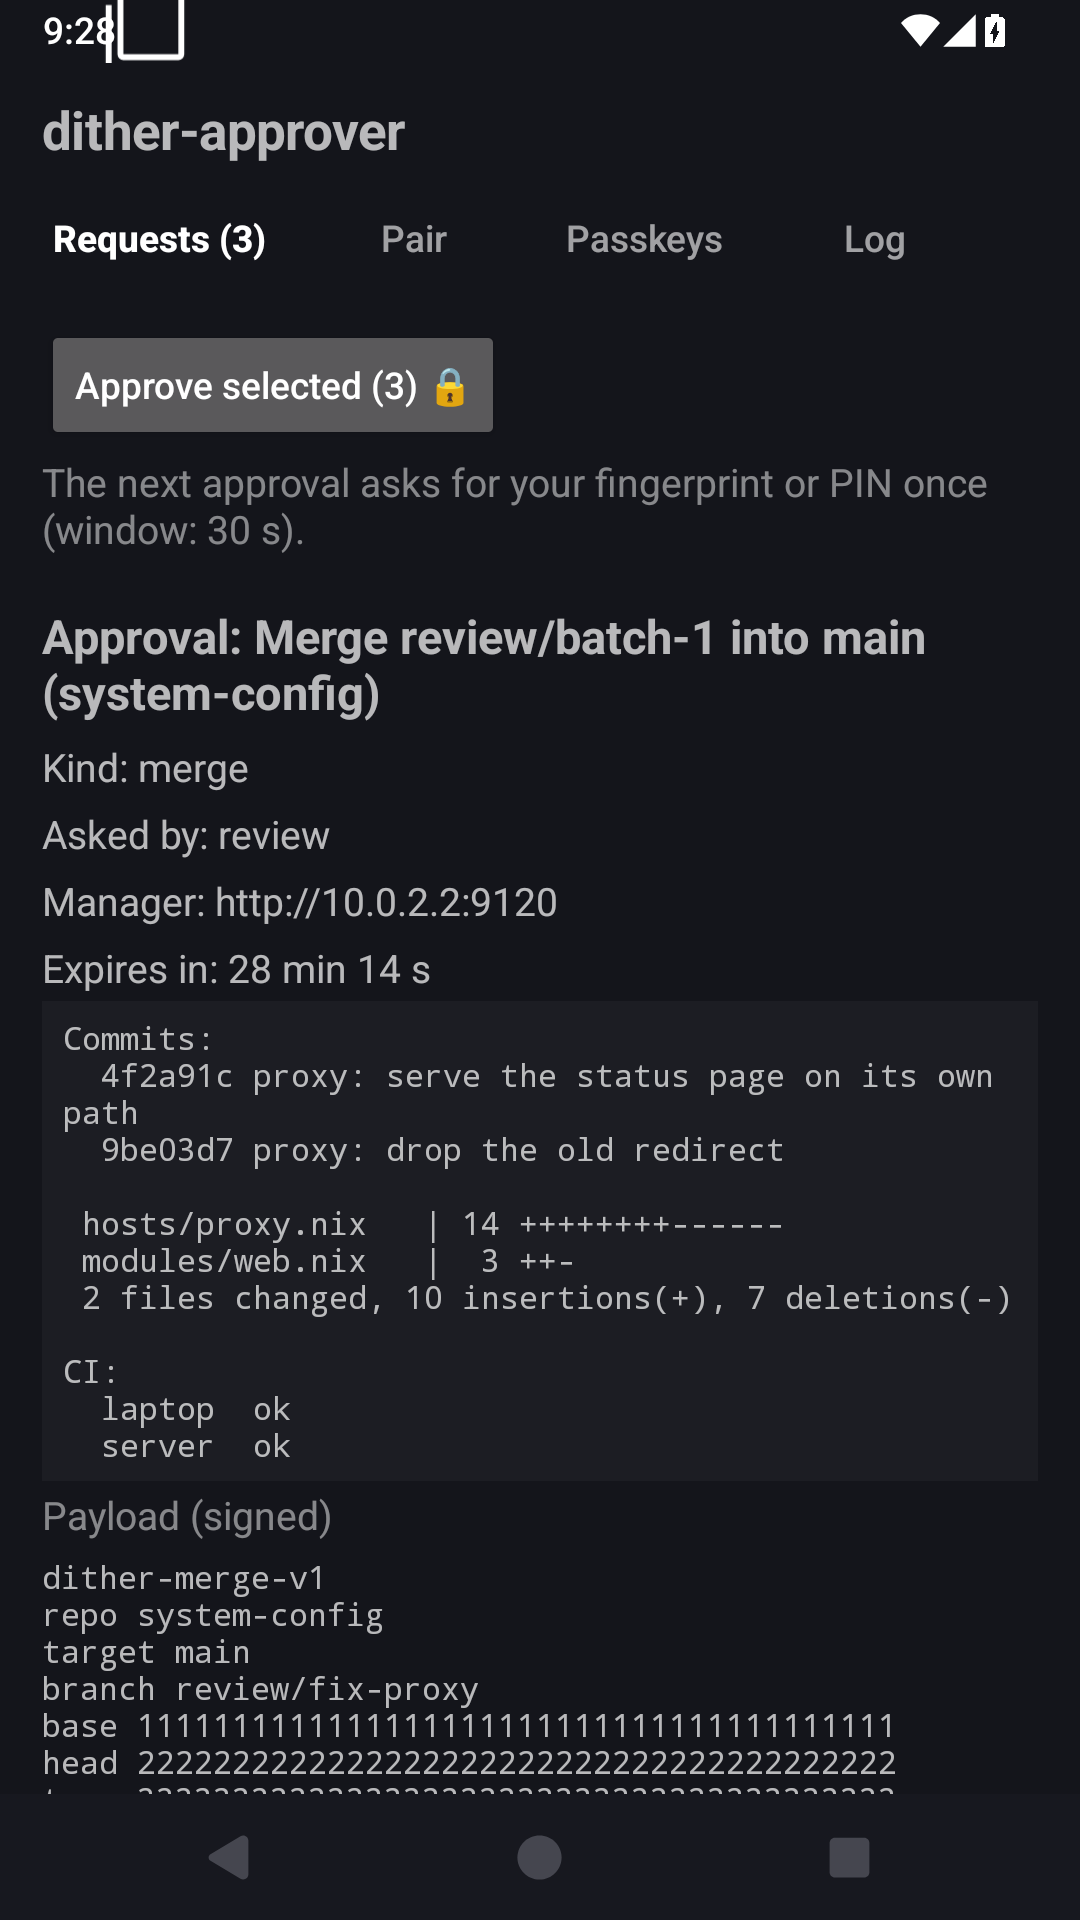 9:28
dither-approver
Requests (3) Pair Passkeys Log
Approve selected (3) 🔒
The next approval asks for your fingerprint or PIN once
(window: 30 s).
Approval: Merge review/batch-1 into main
(system-config)
Kind: merge
Asked by: review
Manager: http://10.0.2.2:9120
Expires in: 28 min 14 s
Commits:
  4f2a91c proxy: serve the status page on its own
path
  9be03d7 proxy: drop the old redirect
 hosts/proxy.nix   | 14 ++++++++------
 modules/web.nix   |  3 ++-
 2 files changed, 10 insertions(+), 7 deletions(-)
CI:
  laptop  ok
  server  ok
Payload (signed)
dither-merge-v1
repo system-config
target main
branch review/fix-proxy
base 1111111111111111111111111111111111111111
head 2222222222222222222222222222222222222222